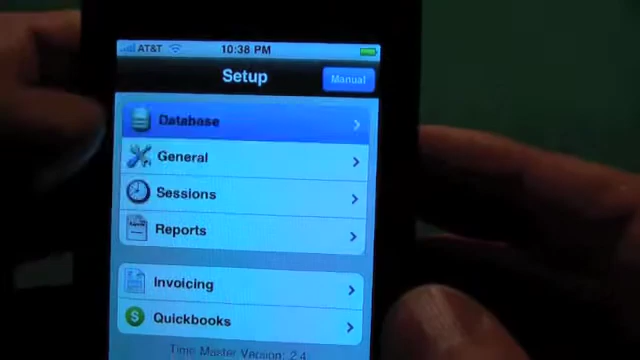 AT&T 10:38 PM
Setup Manual
Database
General
Sessions
Reports
Invoicing
Quickbooks
Time Master Version: 2.4